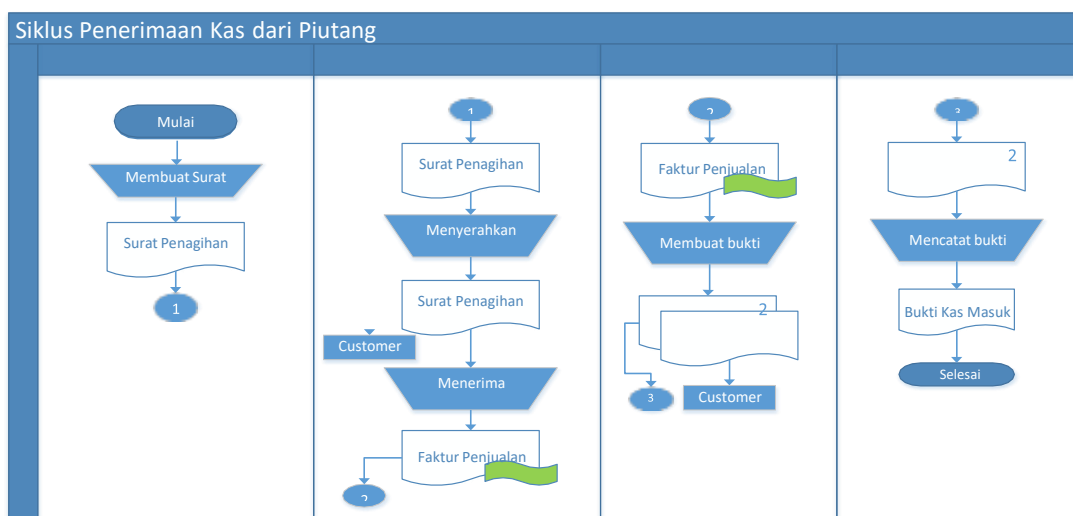 Siklus Penerimaan Kas dari Piutang
Mulai
Membuat Surat
Surat Penagihan
1
1
Surat Penagihan
Menyerahkan
Surat Penagihan
Customer
Menerima
Faktur Penjualan
2
2
Faktur Penjualan
Membuat bukti
2
3
Customer
3
2
Mencatat bukti
Bukti Kas Masuk
Selesai